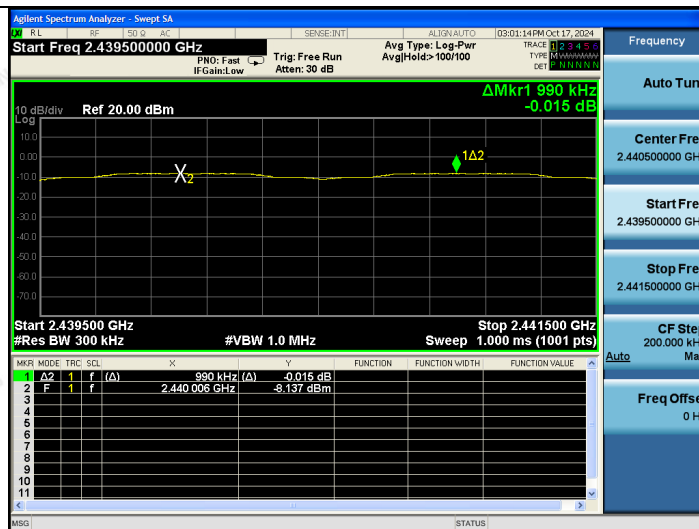 Agilent Spectrum Analyzer - Swept SA
RL RF 50 Ω AC SENSE:INT ALIGN AUTO 03:01:14 PM Oct 17, 2024
Start Freq 2.439500000 GHz
PNO: Fast
IFGain:Low
Trig: Free Run
Atten: 30 dB
Avg Type: Log-Pwr
Avg|Hold:>100/100
TRACE 1 2 3 4 5 6
TYPE M
DET P N N N N N
ΔMkr1 990 kHz
-0.015 dB
10 dB/div Ref 20.00 dBm
Log
10.0
0.00
-10.0
-20.0
-30.0
-40.0
-50.0
-60.0
-70.0
1Δ2
X2
Start 2.439500 GHz Stop 2.441500 GHz
#Res BW 300 kHz #VBW 1.0 MHz Sweep 1.000 ms (1001 pts)
MKR MODE TRC SCL X Y FUNCTION FUNCTION WIDTH FUNCTION VALUE
1 Δ2 1 f (Δ) 990 kHz (Δ) -0.015 dB
2 F 1 f 2.440 006 GHz -8.137 dBm
3
4
5
6
7
8
9
10
11
MSG STATUS
Frequency
Auto Tun
Center Fre
2.440500000 GH
Start Fre
2.439500000 GH
Stop Fre
2.441500000 GH
CF Ste
200.000 kH
Auto Ma
Freq Offse
0 H